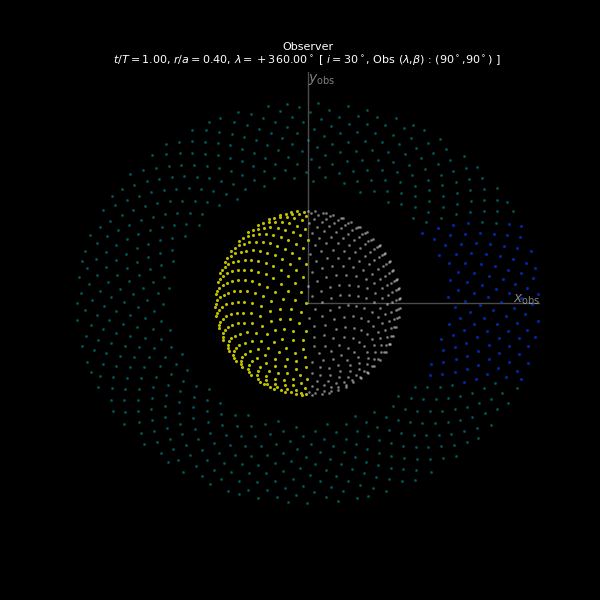 Observer
t/T = 1.00, r/a = 0.40, λ = +360.00° [ i = 30°, Obs (λ,β) : (90°,90°) ]
y_obs
x_obs